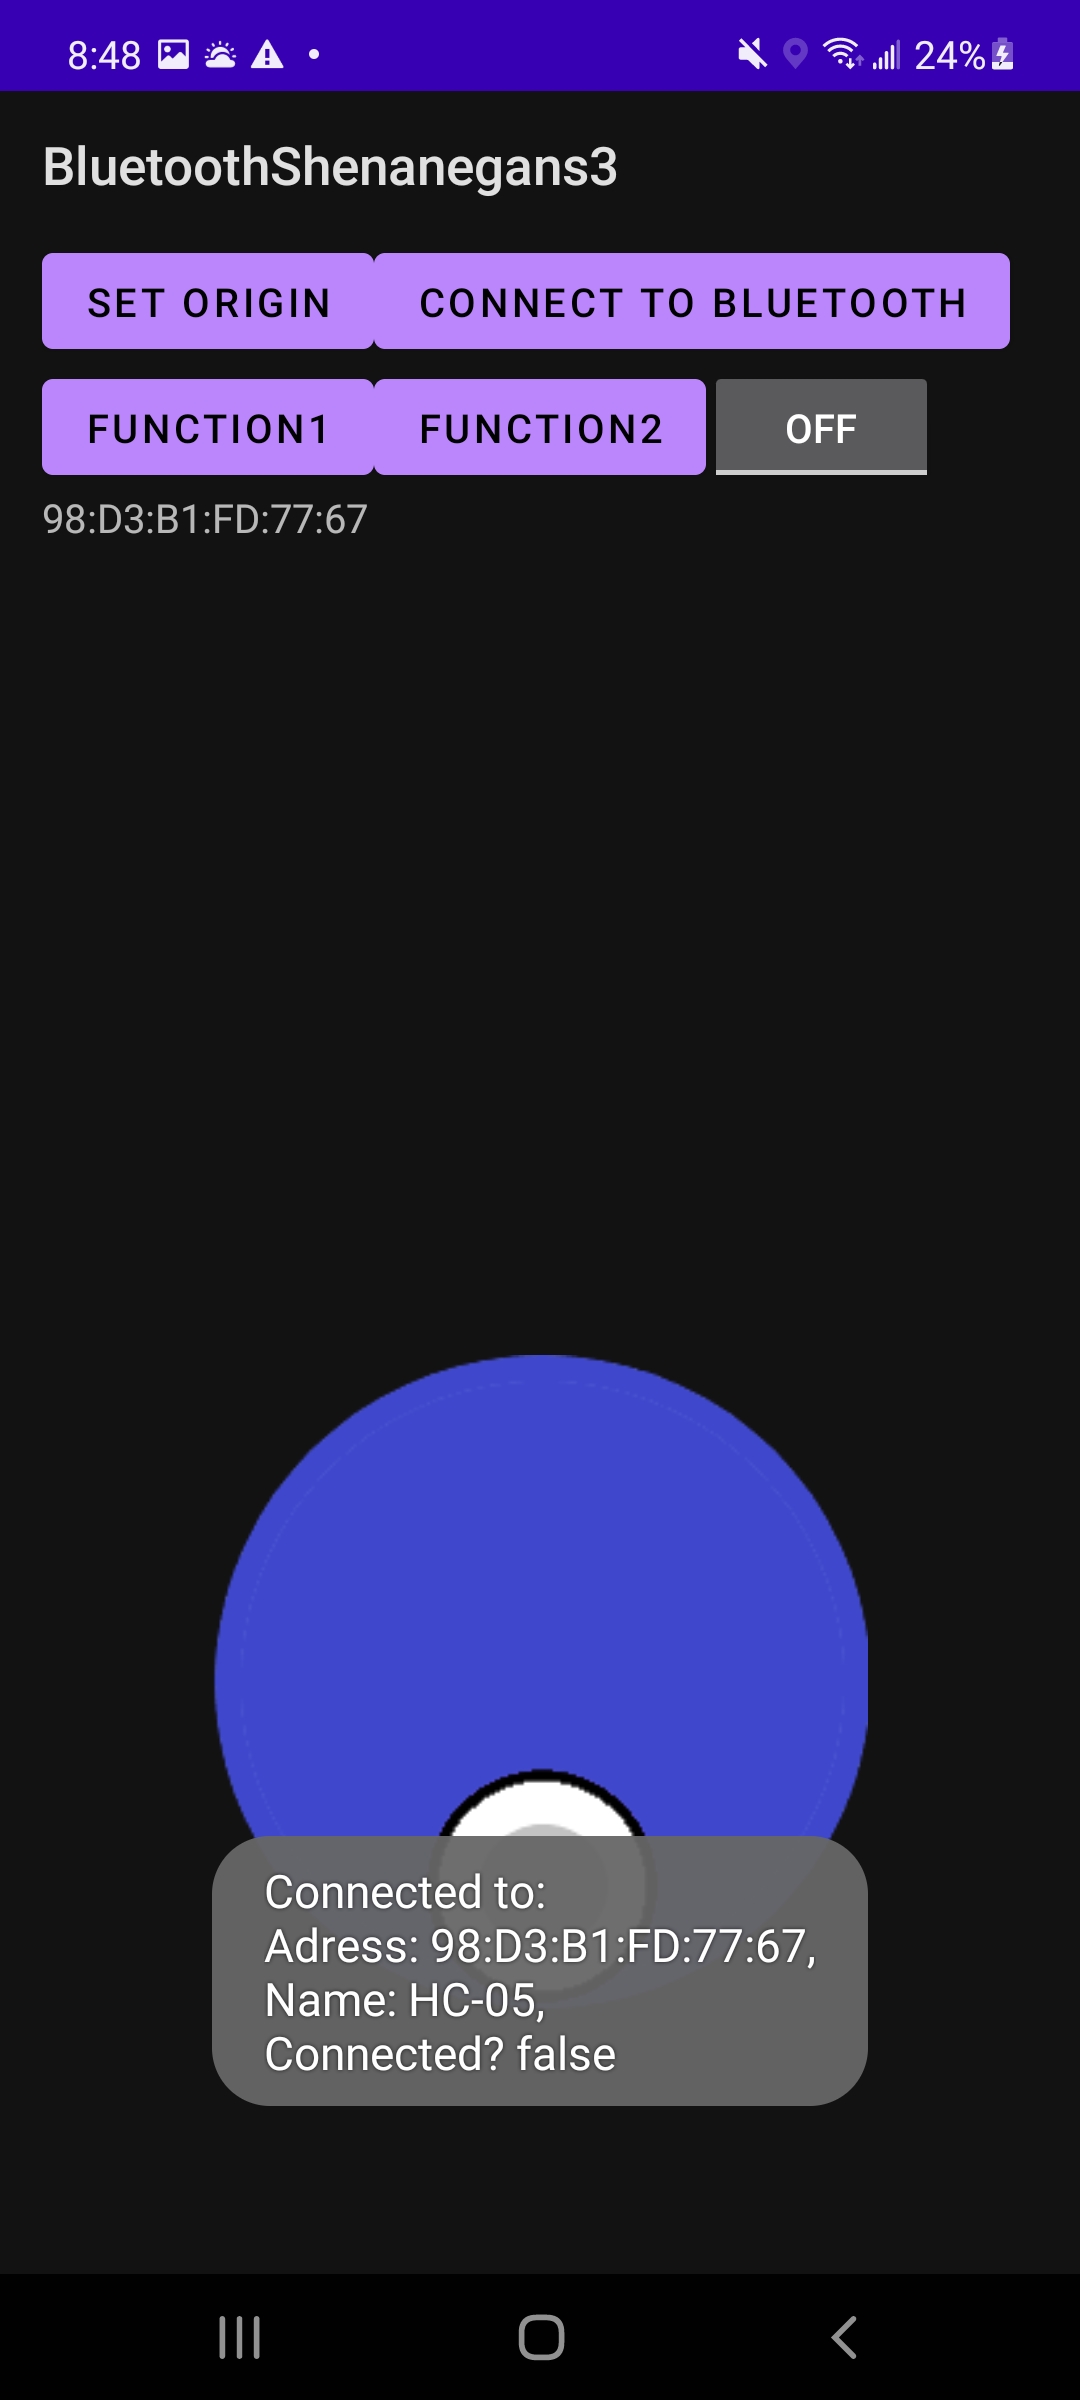 8:48
24%
BluetoothShenanegans3
SET ORIGIN
CONNECT TO BLUETOOTH
FUNCTION1
FUNCTION2
OFF
98:D3:B1:FD:77:67
Connected to:
Adress: 98:D3:B1:FD:77:67,
Name: HC-05,
Connected? false